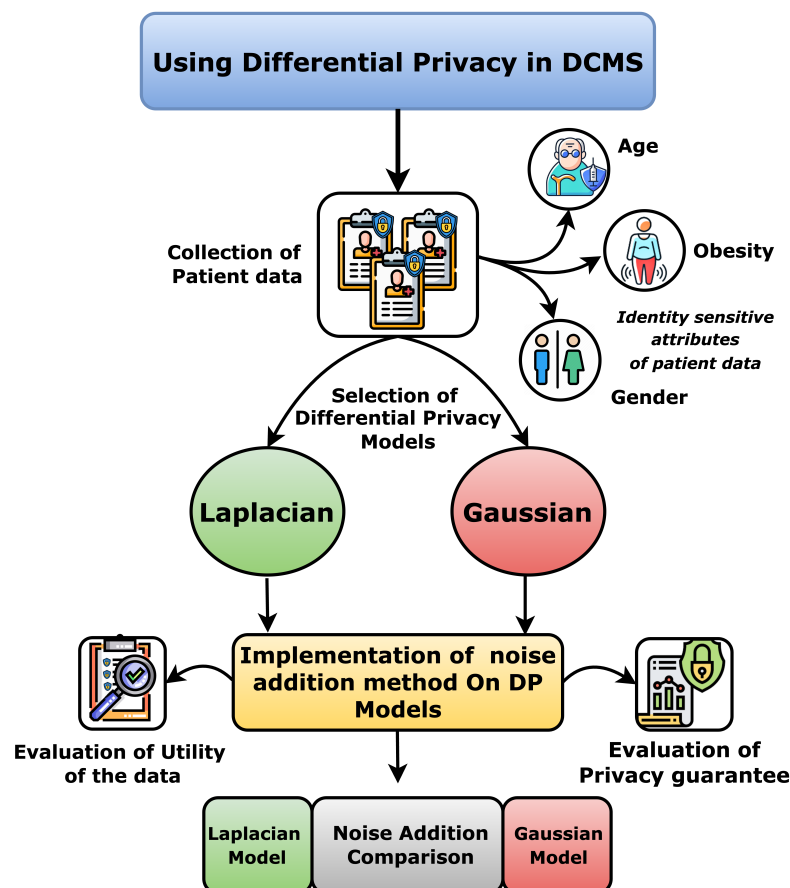 Using Differential Privacy in DCMS
Age
Collection of
Patient data
Obesity
Identity sensitive
attributes
of patient data
Gender
Selection of
Differential Privacy
Models
Laplacian
Gaussian
Implementation of noise
addition method On DP
Models
Evaluation of Utility
of the data
Evaluation of
Privacy guarantee
Laplacian
Model
Noise Addition
Comparison
Gaussian
Model